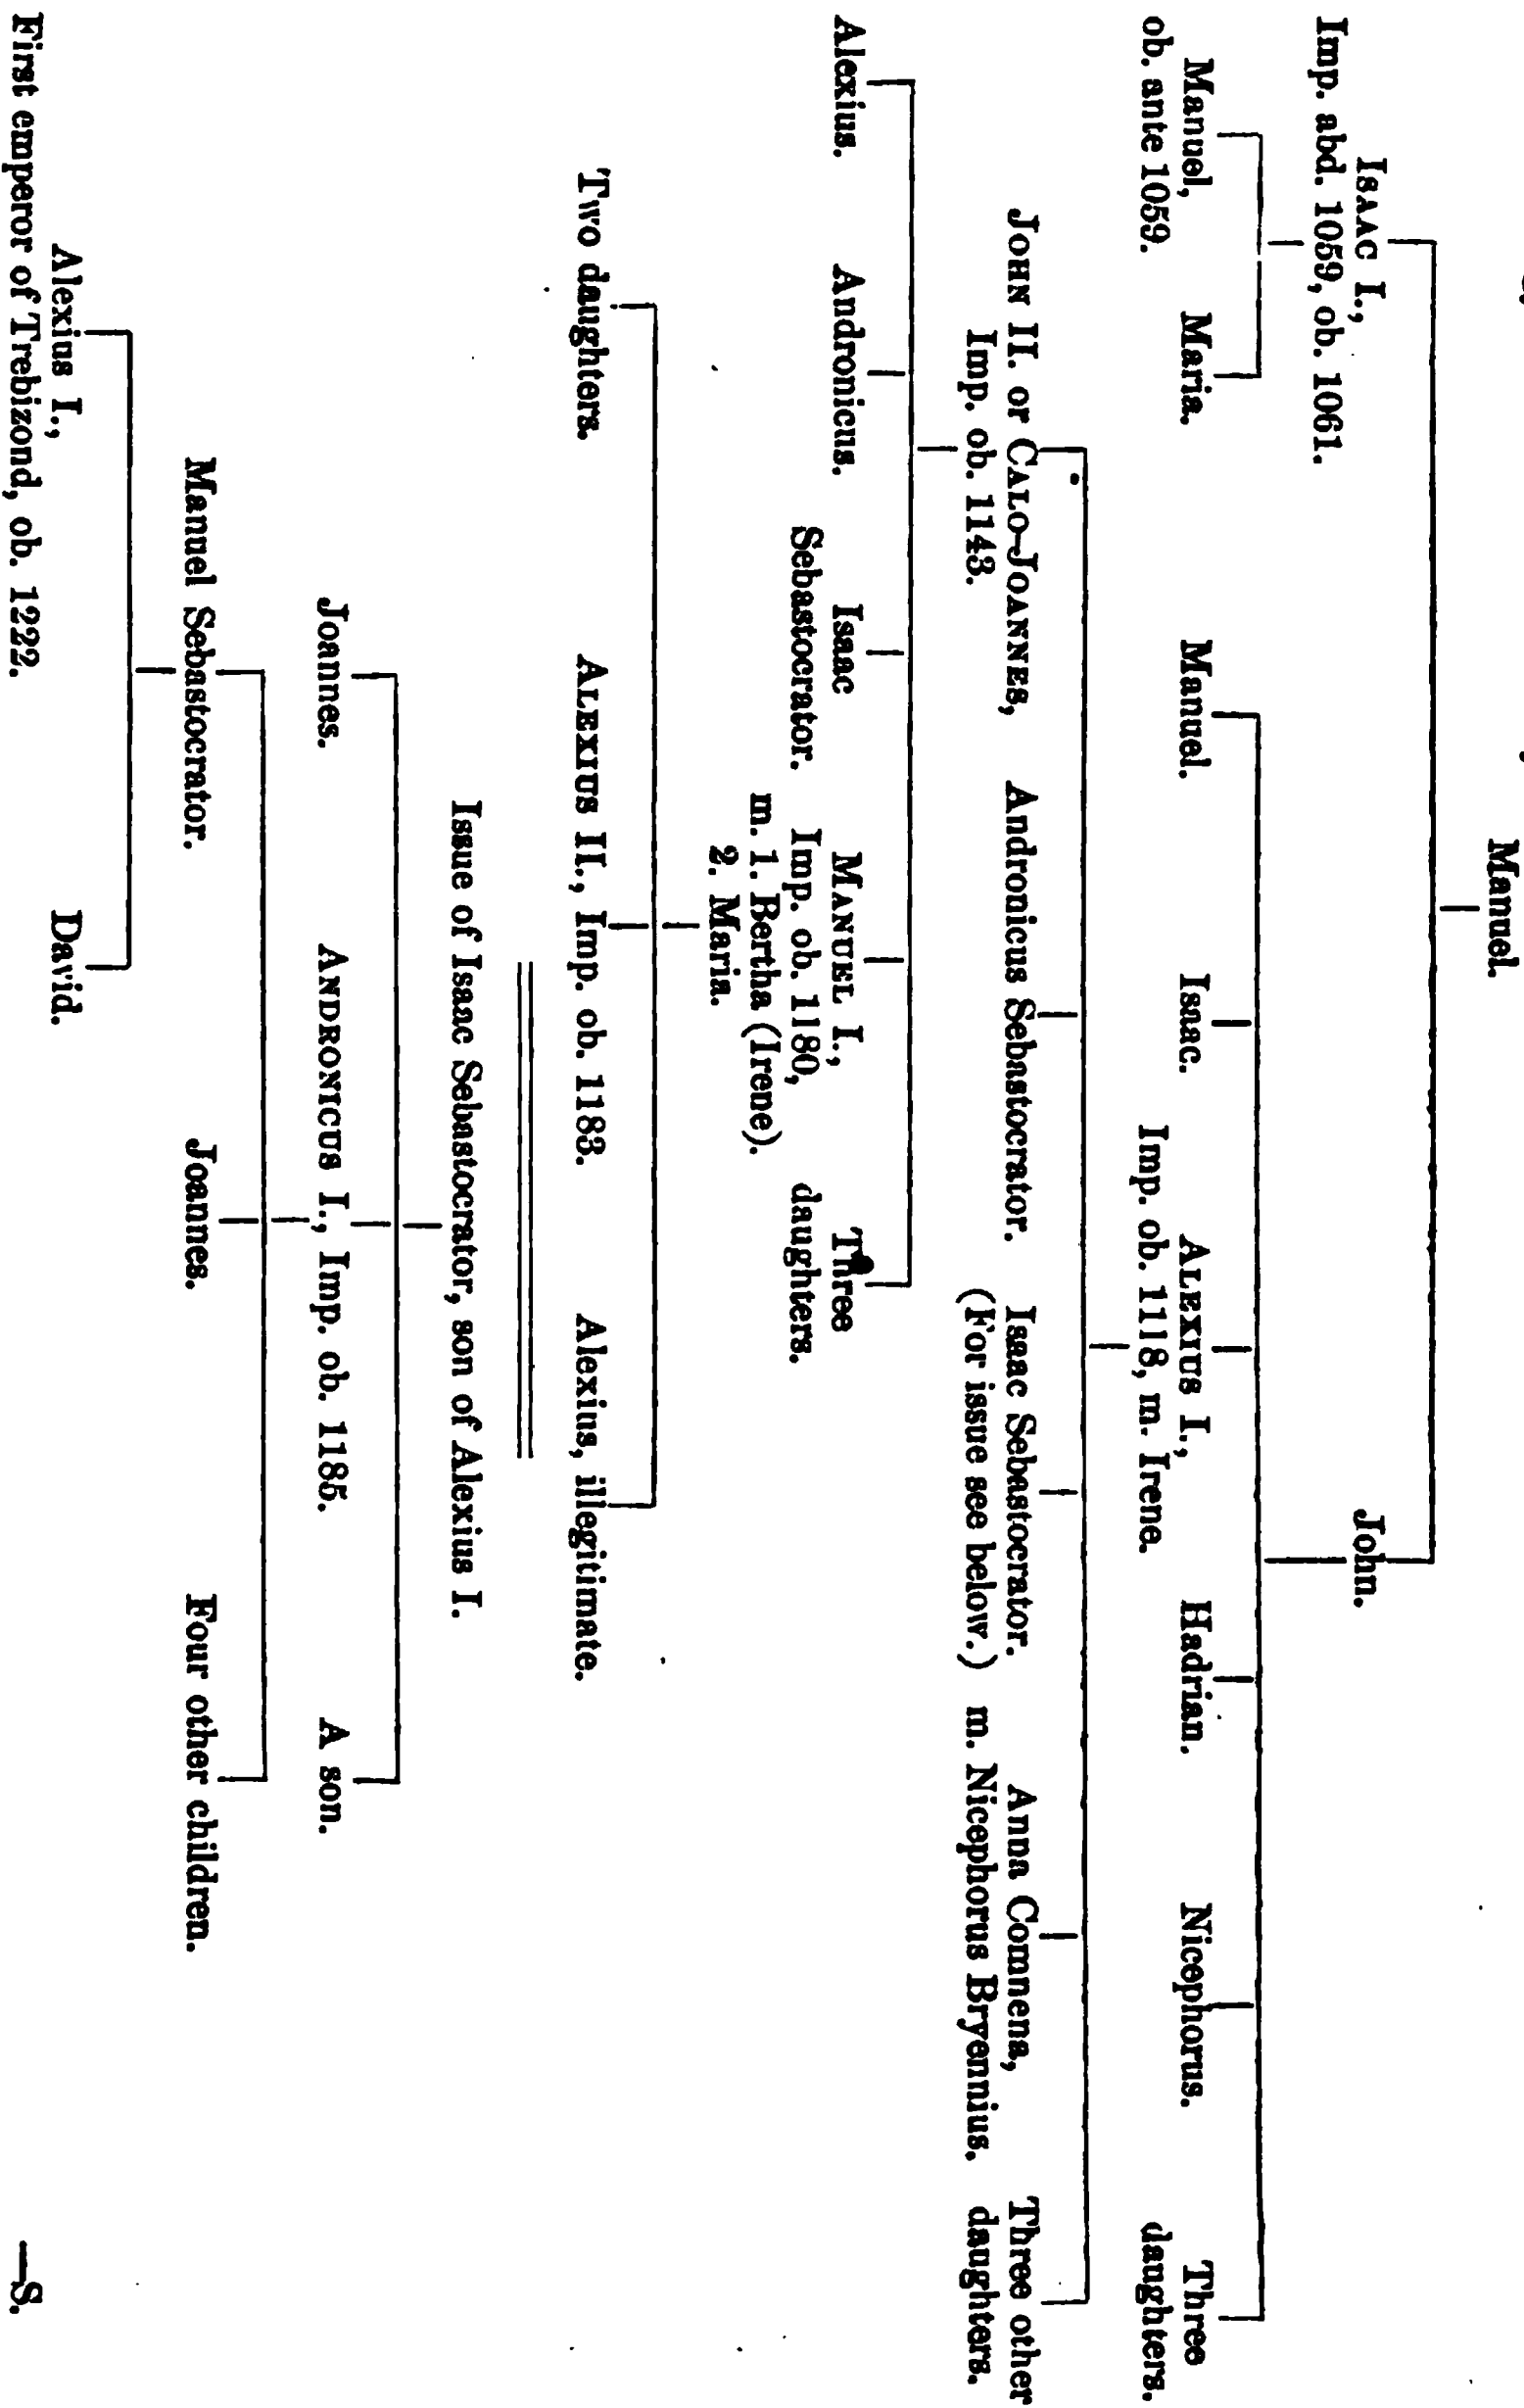 Manuel.
ISAAC I.,
Imp. abd. 1059, ob. 1061.
John.
Manuel,
ob. ante 1059.
Maria.
Manuel.
Isaac.
ALEXIUS I.,
Imp. ob. 1118, m. Irene.
Hadrian.
Nicephorus.
Three
daughters.
JOHN II. or CALO-JOANNES,
Imp. ob. 1143.
Andronicus Sebastocrator.
Isaac Sebastocrator.
(For issue see below.)
Anna Comnena,
m. Nicephorus Bryennius.
Three other
daughters.
Alexius.
Andronicus.
Isaac
Sebastocrator.
MANUEL I.,
Imp. ob. 1180,
m. 1. Bertha (Irene).
2. Maria.
Three
daughters.
Two daughters.
ALEXIUS II., Imp. ob. 1183.
Alexius, illegitimate.
Issue of Isaac Sebastocrator, son of Alexius I.
Joannes.
ANDRONICUS I., Imp. ob. 1185.
A son.
Manuel Sebastocrator.
Joannes.
Four other children.
Alexius I.,
First emperor of Trebizond, ob. 1222.
David.
—S.